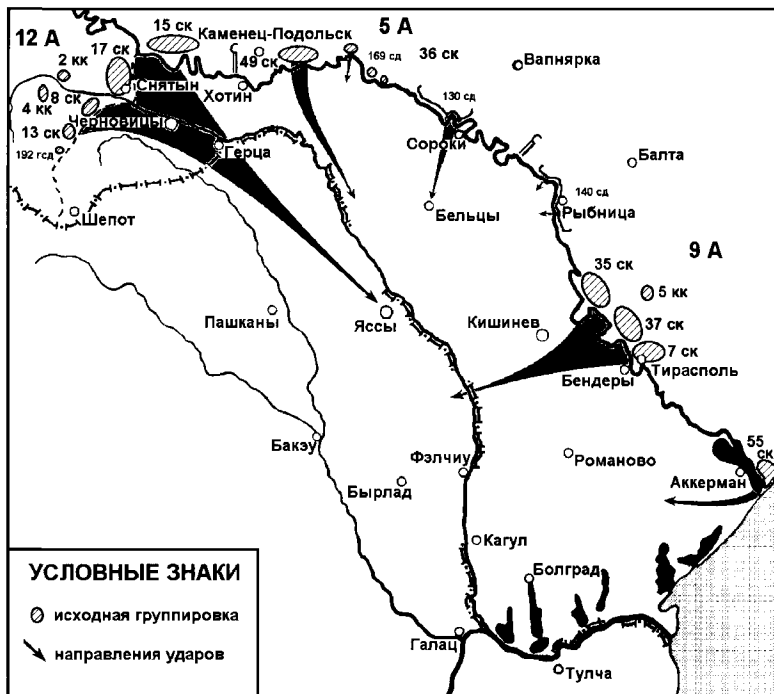 12 А
15 ск
Каменец-Подольск
5 А
17 ск
2 кк
49 ск
169 сд
36 ск
Вапнярка
Снятын
Хотин
4 кк
8 ск
130 сд
Черновицы
13 ск
Сороки
192 гсд
Герца
Балта
140 сд
Шепот
Бельцы
Рыбница
9 А
35 ск
5 кк
Пашканы
Яссы
Кишинев
37 ск
7 ск
Тирасполь
Бендеры
Бакэу
Фэлчиу
Романово
55
ск
Бырлад
Аккерман
Кагул
Болград
УСЛОВНЫЕ ЗНАКИ
исходная группировка
направления ударов
Галац
Тулча